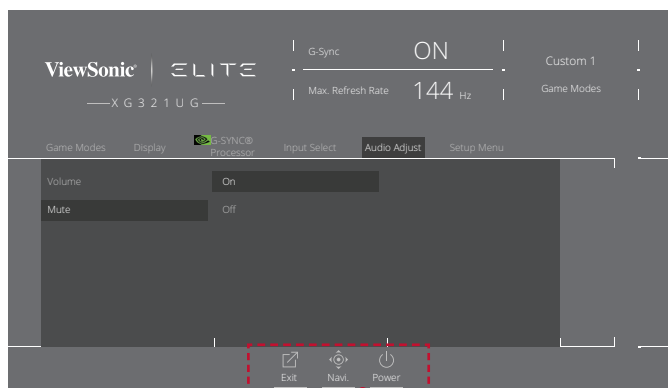 ViewSonic® ELITE
XG321UG
G-Sync ON
Max. Refresh Rate 144 Hz
Custom 1
Game Modes
Game Modes Display G-SYNC® Processor Input Select Audio Adjust Setup Menu
Volume On
Mute Off
Exit Navi. Power